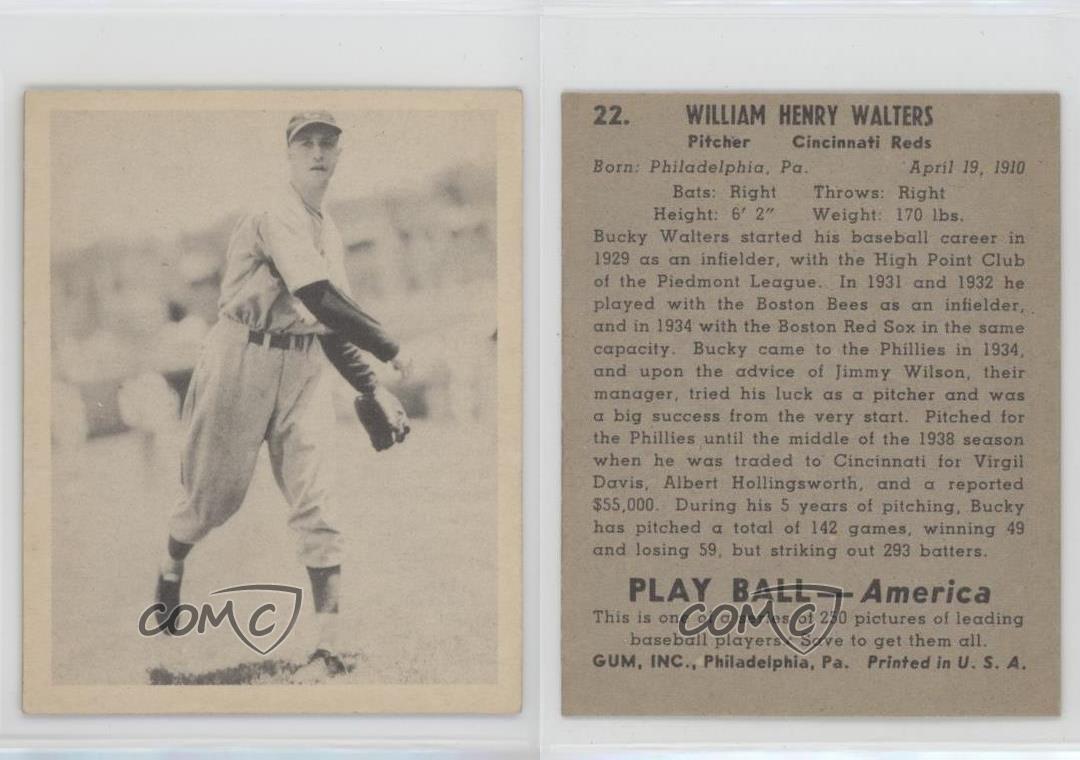 COMC
22. WILLIAM HENRY WALTERS
Pitcher Cincinnati Reds
Born: Philadelphia, Pa. April 19, 1910
Bats: Right Throws: Right
Height: 6' 2" Weight: 170 lbs.
Bucky Walters started his baseball career in
1929 as an infielder, with the High Point Club
of the Piedmont League. In 1931 and 1932 he
played with the Boston Bees as an infielder,
and in 1934 with the Boston Red Sox in the same
capacity. Bucky came to the Phillies in 1934,
and upon the advice of Jimmy Wilson, their
manager, tried his luck as a pitcher and was
a big success from the very start. Pitched for
the Phillies until the middle of the 1938 season
when he was traded to Cincinnati for Virgil
Davis, Albert Hollingsworth, and a reported
$55,000. During his 5 years of pitching, Bucky
has pitched a total of 142 games, winning 49
and losing 59, but striking out 293 batters.
PLAY BALL—America
COMC
This is one of a series of 250 pictures of leading
baseball players. Save to get them all.
GUM, INC., Philadelphia, Pa. Printed in U. S. A.